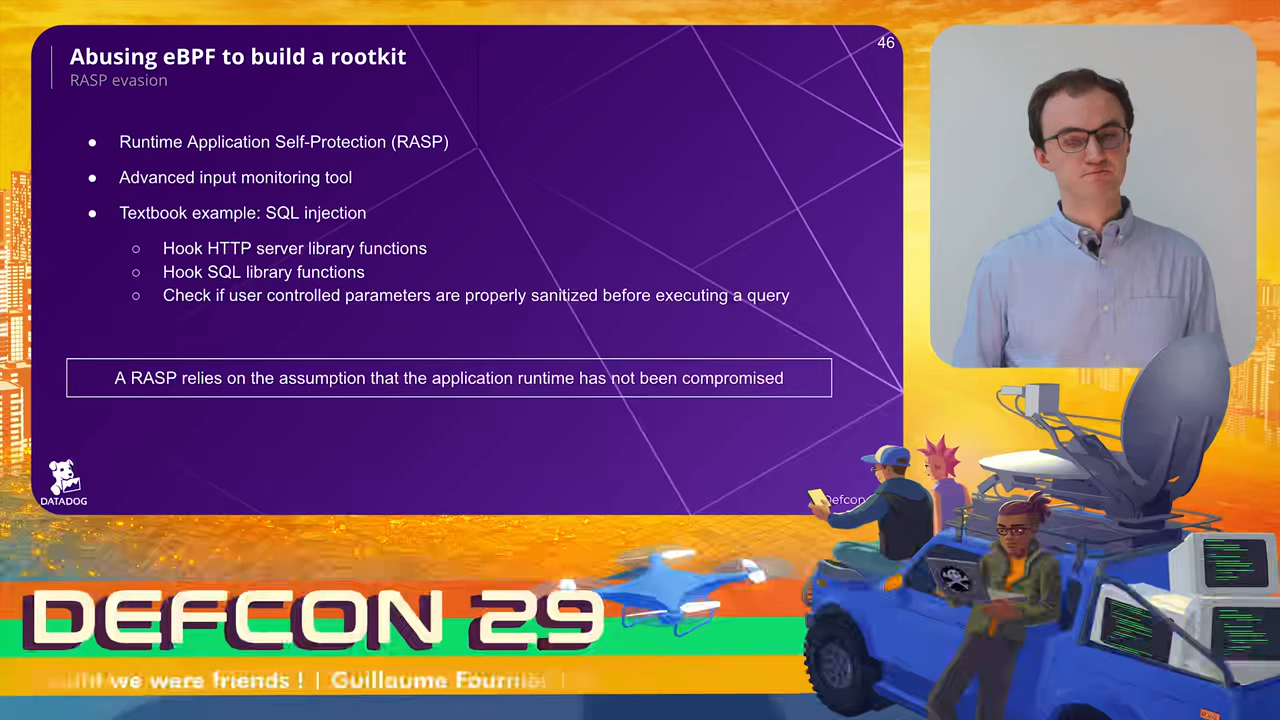 Abusing eBPF to build a rootkit
RASP evasion
46
● Runtime Application Self-Protection (RASP)
● Advanced input monitoring tool
● Textbook example: SQL injection
○ Hook HTTP server library functions
○ Hook SQL library functions
○ Check if user controlled parameters are properly sanitized before executing a query
A RASP relies on the assumption that the application runtime has not been compromised
DATADOG
Defcon
DEFCON 29
we were friends ! | Guillaume Fournie